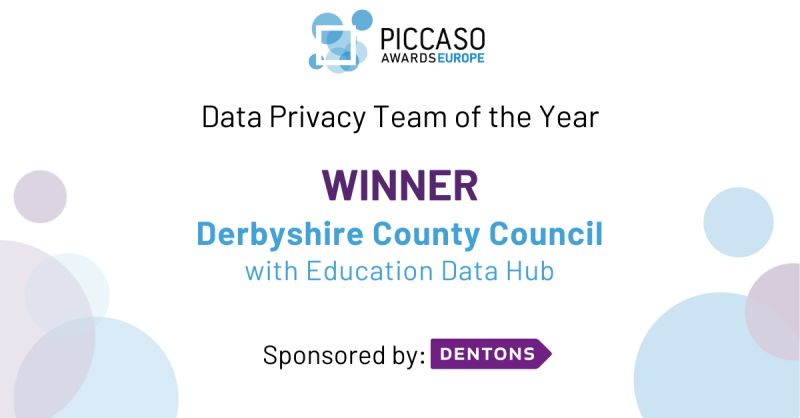 PICCASO
AWARDS EUROPE
Data Privacy Team of the Year
WINNER
Derbyshire County Council
with Education Data Hub
Sponsored by: DENTONS